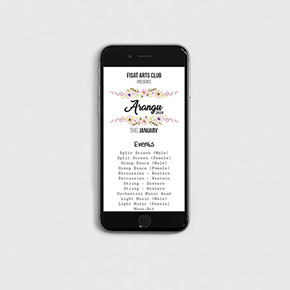 FISAT ARTS CLUB
PRESENTS
Arangu
2019
THIS JANUARY
Events
Split Screen (Male)
Split Screen (Female)
Group Dance (Male)
Group Dance (Female)
Percussion - Eastern
Percussion - Western
String - Eastern
String - Western
Orchestral Music Band
Light Music (Male)
Light Music (Female)
Mono-Act